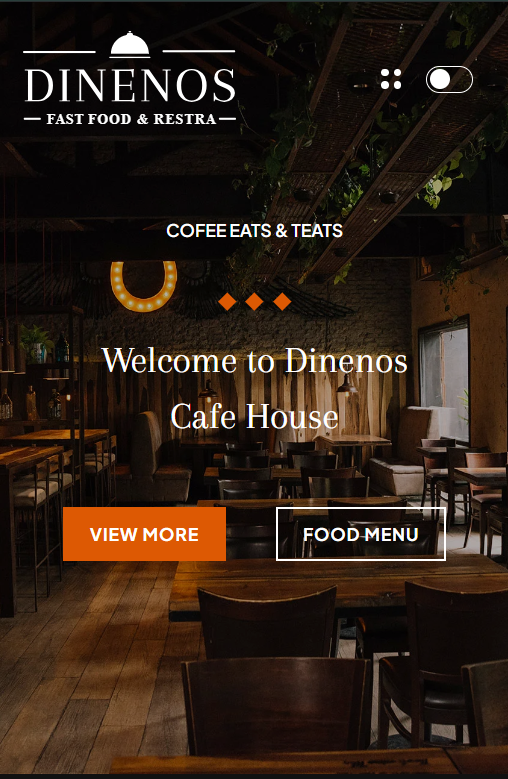 DINENOS
FAST FOOD & RESTRA
COFEE EATS & TEATS
Welcome to Dinenos
Cafe House
VIEW MORE
FOOD MENU